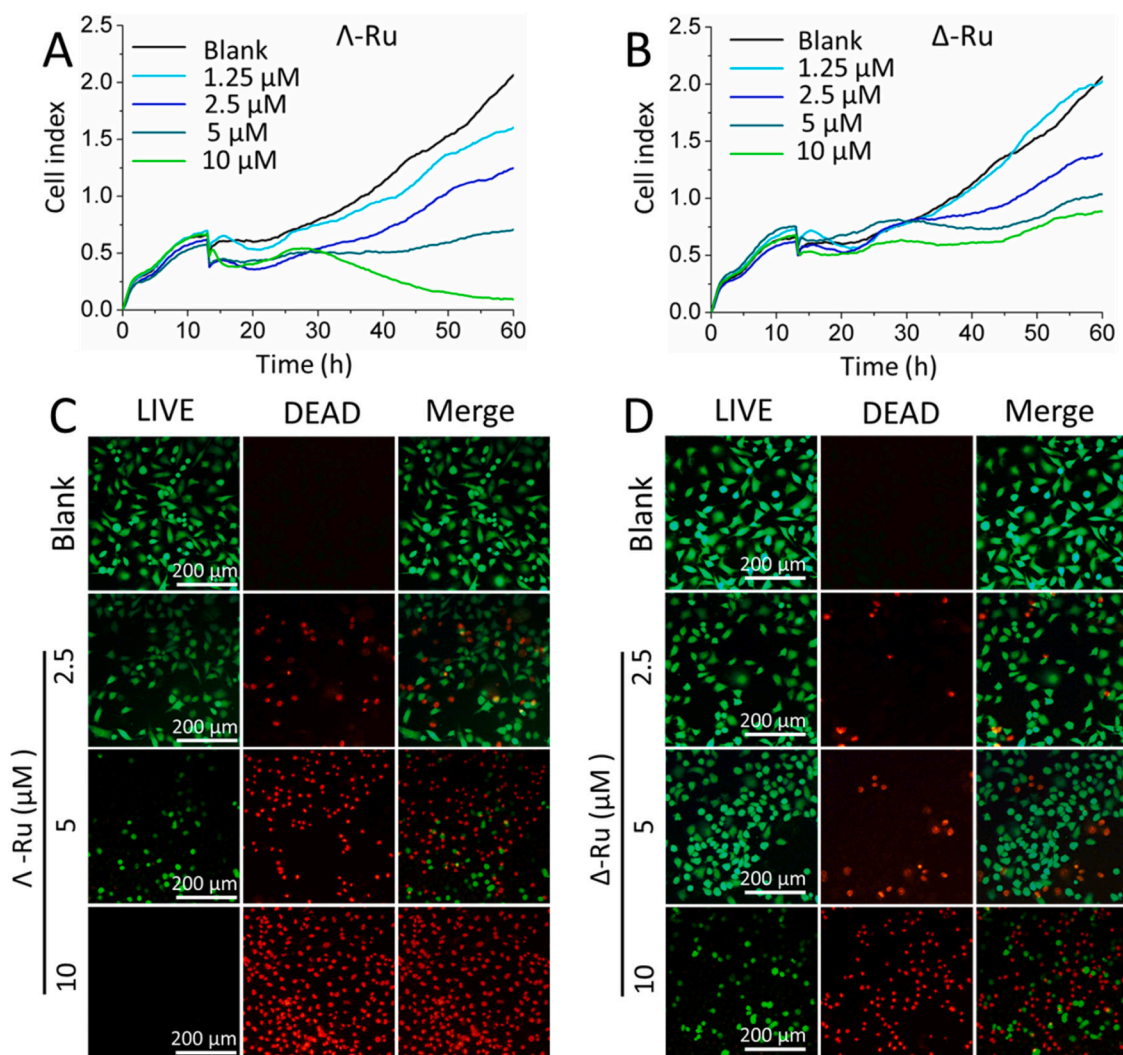 A
Λ-Ru
Blank
1.25 μM
2.5 μM
5 μM
10 μM
Cell index
2.5
2.0
1.5
1.0
0.5
0.0
0 10 20 30 40 50 60
Time (h)
B
Δ-Ru
Blank
1.25 μM
2.5 μM
5 μM
10 μM
Cell index
2.5
2.0
1.5
1.0
0.5
0.0
0 10 20 30 40 50 60
Time (h)
C
LIVE DEAD Merge
Blank
200 μm
2.5
200 μm
5
200 μm
10
200 μm
Λ -Ru (μM)
D
LIVE DEAD Merge
Blank
200 μm
2.5
200 μm
5
200 μm
10
200 μm
Δ-Ru (μM)